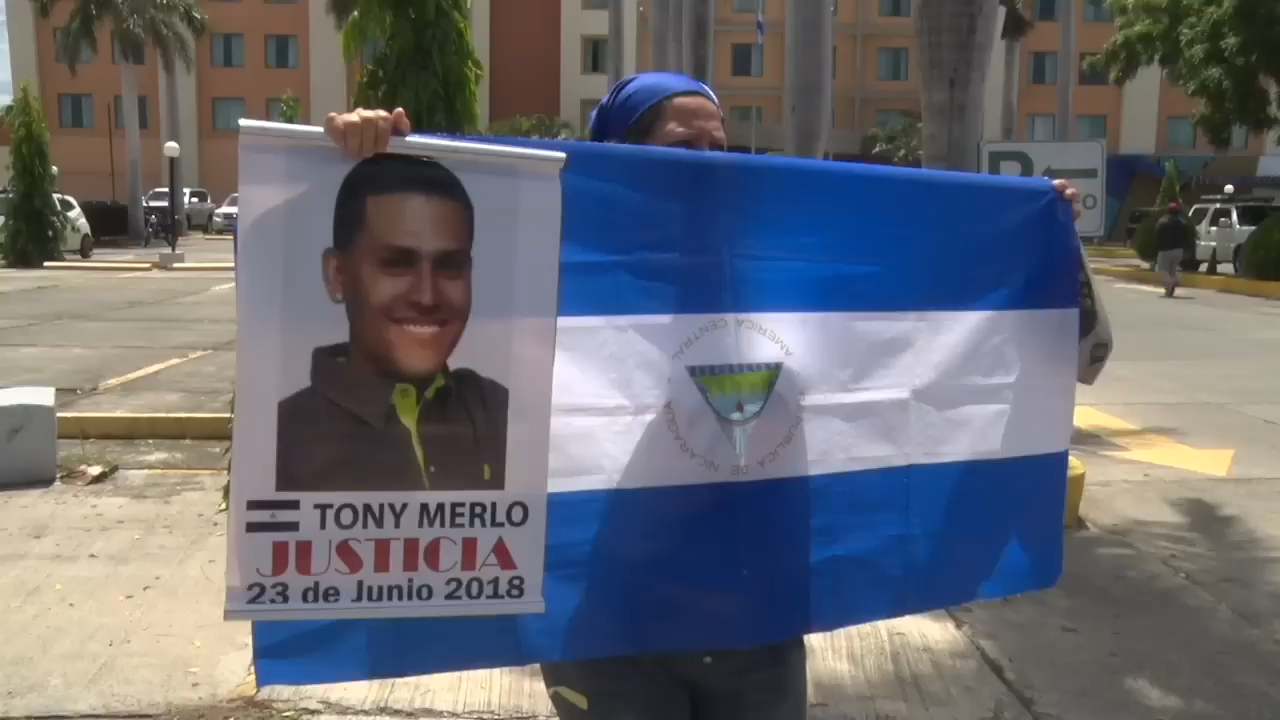 TONY MERLO
JUSTICIA
23 de Junio 2018
REPUBLICA DE NICARAGUA
AMERICA CENTRAL